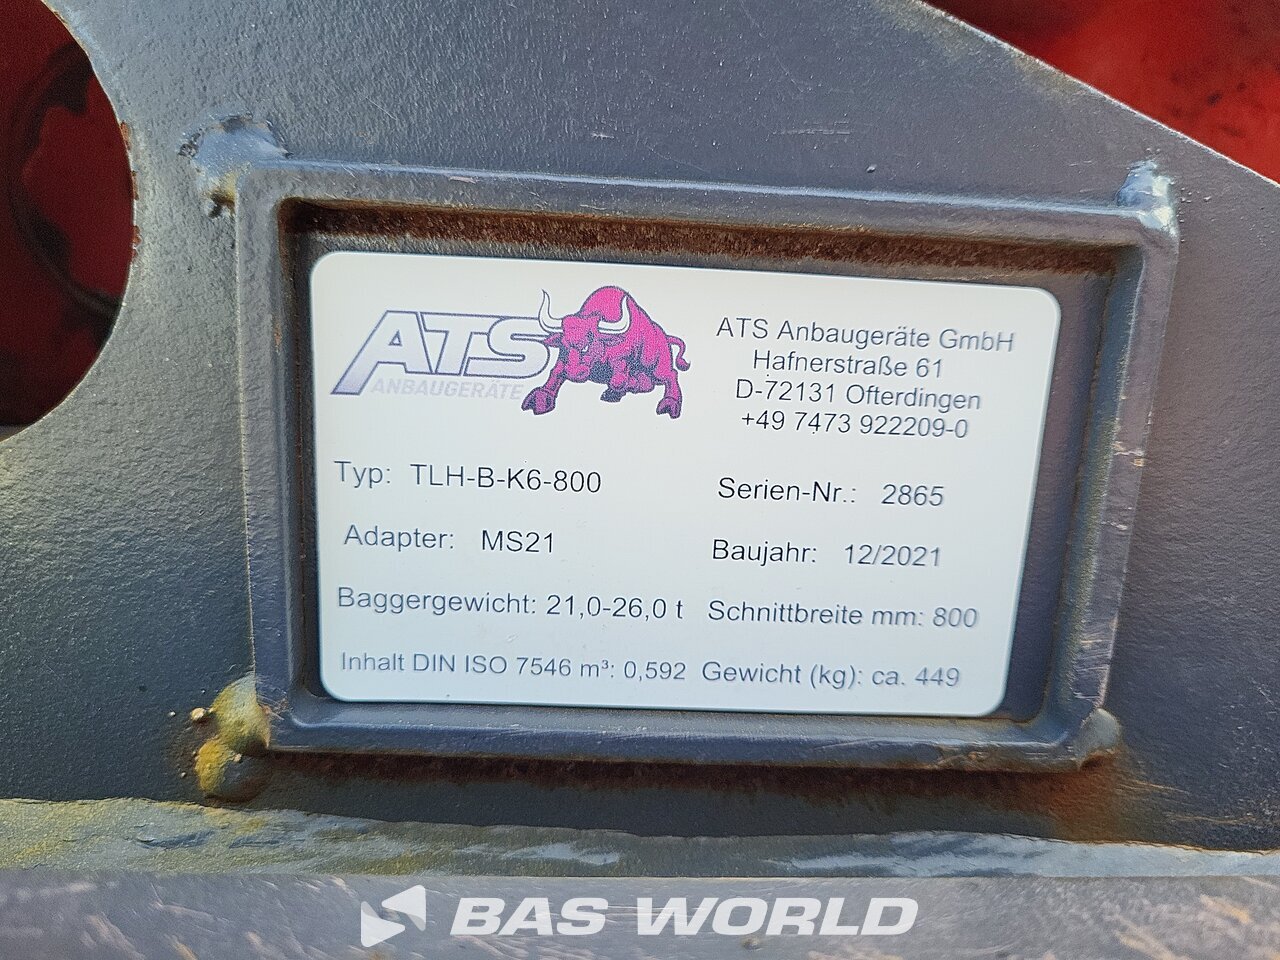 ATS
ANBAUGERÄTE
ATS Anbaugeräte GmbH
Hafnerstraße 61
D-72131 Ofterdingen
+49 7473 922209-0
Typ: TLH-B-K6-800
Serien-Nr.: 2865
Adapter: MS21
Baujahr: 12/2021
Baggergewicht: 21,0-26,0 t
Schnittbreite mm: 800
Inhalt DIN ISO 7546 m³: 0,592
Gewicht (kg): ca. 449
BAS WORLD